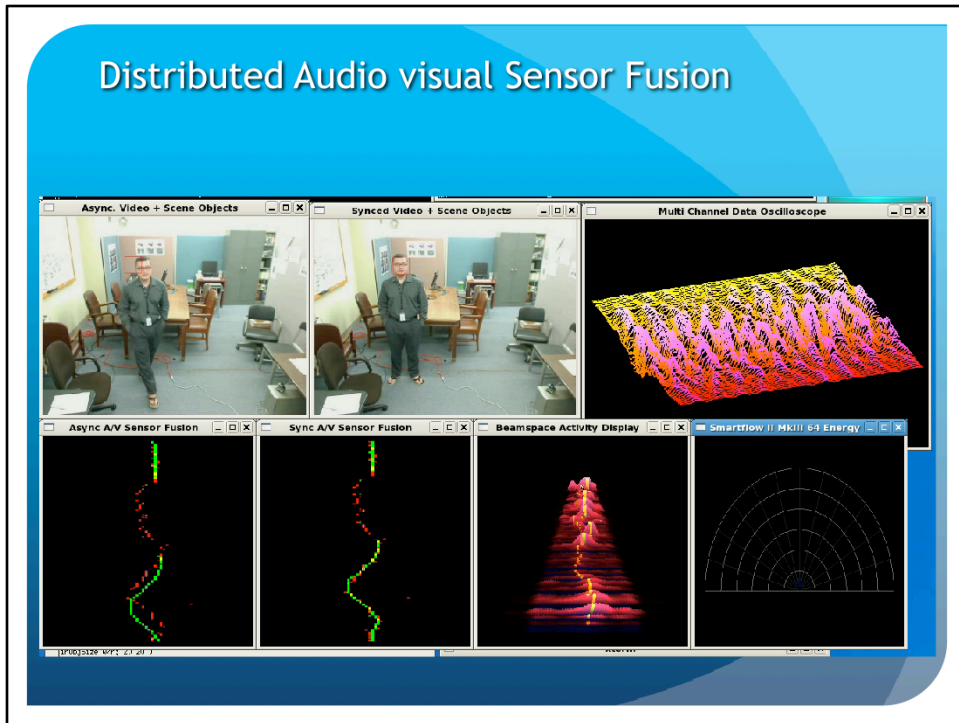 Distributed Audio visual Sensor Fusion
Async. Video + Scene Objects
Synced Video + Scene Objects
Multi Channel Data Oscilloscope
Async A/V Sensor Fusion
Sync A/V Sensor Fusion
Beamspace Activity Display
Smartflow II MkIII 64 Energy